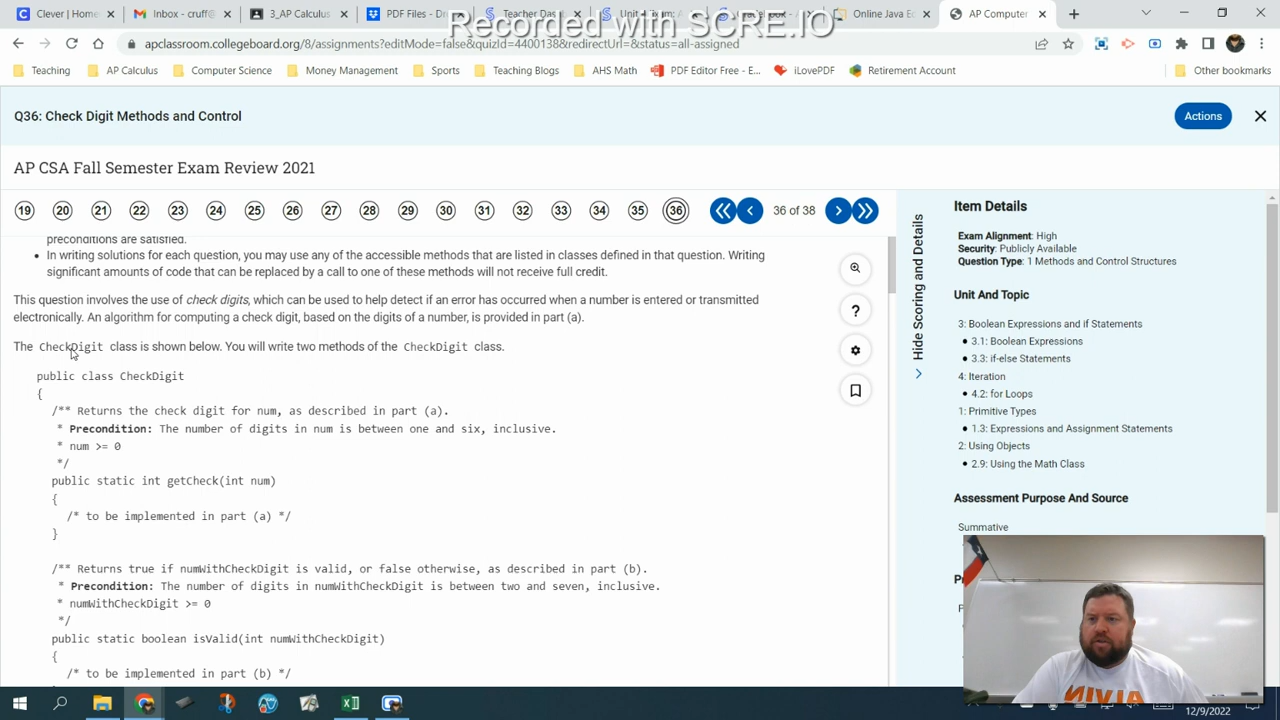 Clever | Home
Inbox - cruff@
3_AP Calculus
PDF Files - Dr
Teacher Dashb
Unit 4 Exam: A
Gradebook - A
Online Java Ed
AP Computer
Recorded with SCRE.IO
apclassroom.collegeboard.org/8/assignments?editMode=false&quizId=4400138&redirectUrl=&status=all-assigned
Teaching AP Calculus Computer Science Money Management Sports Teaching Blogs AHS Math PDF Editor Free - E... iLovePDF Retirement Account Other bookmarks
Q36: Check Digit Methods and Control
Actions
AP CSA Fall Semester Exam Review 2021
19 20 21 22 23 24 25 26 27 28 29 30 31 32 33 34 35 36 36 of 38
preconditions are satisfied.
• In writing solutions for each question, you may use any of the accessible methods that are listed in classes defined in that question. Writing
significant amounts of code that can be replaced by a call to one of these methods will not receive full credit.
This question involves the use of check digits, which can be used to help detect if an error has occurred when a number is entered or transmitted
electronically. An algorithm for computing a check digit, based on the digits of a number, is provided in part (a).
The CheckDigit class is shown below. You will write two methods of the CheckDigit class.
public class CheckDigit
{
/** Returns the check digit for num, as described in part (a).
* Precondition: The number of digits in num is between one and six, inclusive.
* num >= 0
*/
public static int getCheck(int num)
{
/* to be implemented in part (a) */
}
/** Returns true if numWithCheckDigit is valid, or false otherwise, as described in part (b).
* Precondition: The number of digits in numWithCheckDigit is between two and seven, inclusive.
* numWithCheckDigit >= 0
*/
public static boolean isValid(int numWithCheckDigit)
{
/* to be implemented in part (b) */
Hide Scoring and Details
Item Details
Exam Alignment: High
Security: Publicly Available
Question Type: 1 Methods and Control Structures
Unit And Topic
3: Boolean Expressions and if Statements
• 3.1: Boolean Expressions
• 3.3: if-else Statements
4: Iteration
• 4.2: for Loops
1: Primitive Types
• 1.3: Expressions and Assignment Statements
2: Using Objects
• 2.9: Using the Math Class
Assessment Purpose And Source
Summative
12/9/2022